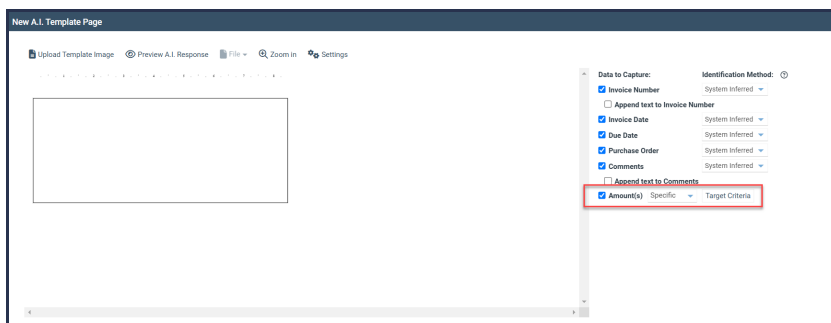 New A.I. Template Page
Upload Template Image Preview A.I. Response File Zoom in Settings
Data to Capture: Identification Method:
Invoice Number System Inferred
Append text to Invoice Number
Invoice Date System Inferred
Due Date System Inferred
Purchase Order System Inferred
Comments System Inferred
Append text to Comments
Amount(s) Specific Target Criteria